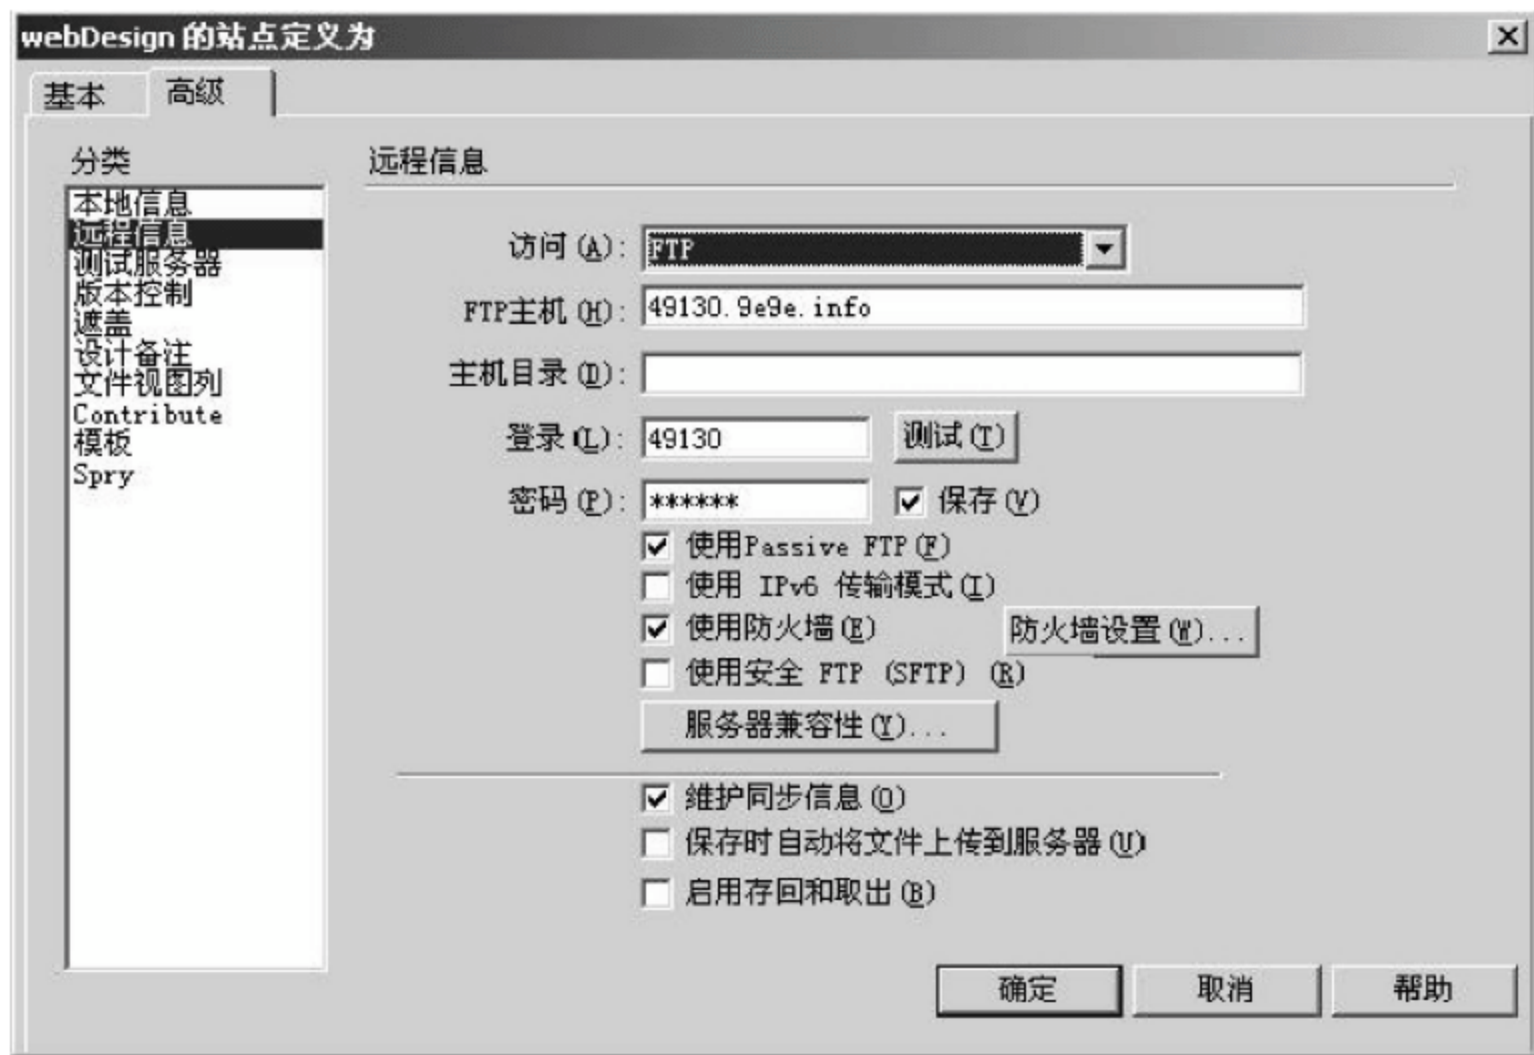 webDesign 的站点定义为
基本
高级
分类
本地信息
远程信息
测试服务器
版本控制
遮盖
设计备注
文件视图列
Contribute
模板
Spry
远程信息
访问(A): FTP
FTP主机(H): 49130.9e9e.info
主机目录(D):
登录(L): 49130 测试(T)
密码(P): ****** 保存(V)
使用Passive FTP(F)
使用 IPv6 传输模式(I)
使用防火墙(E) 防火墙设置(W)...
使用安全 FTP (SFTP) (R)
服务器兼容性(Y)...
维护同步信息(O)
保存时自动将文件上传到服务器(U)
启用存回和取出(B)
确定 取消 帮助